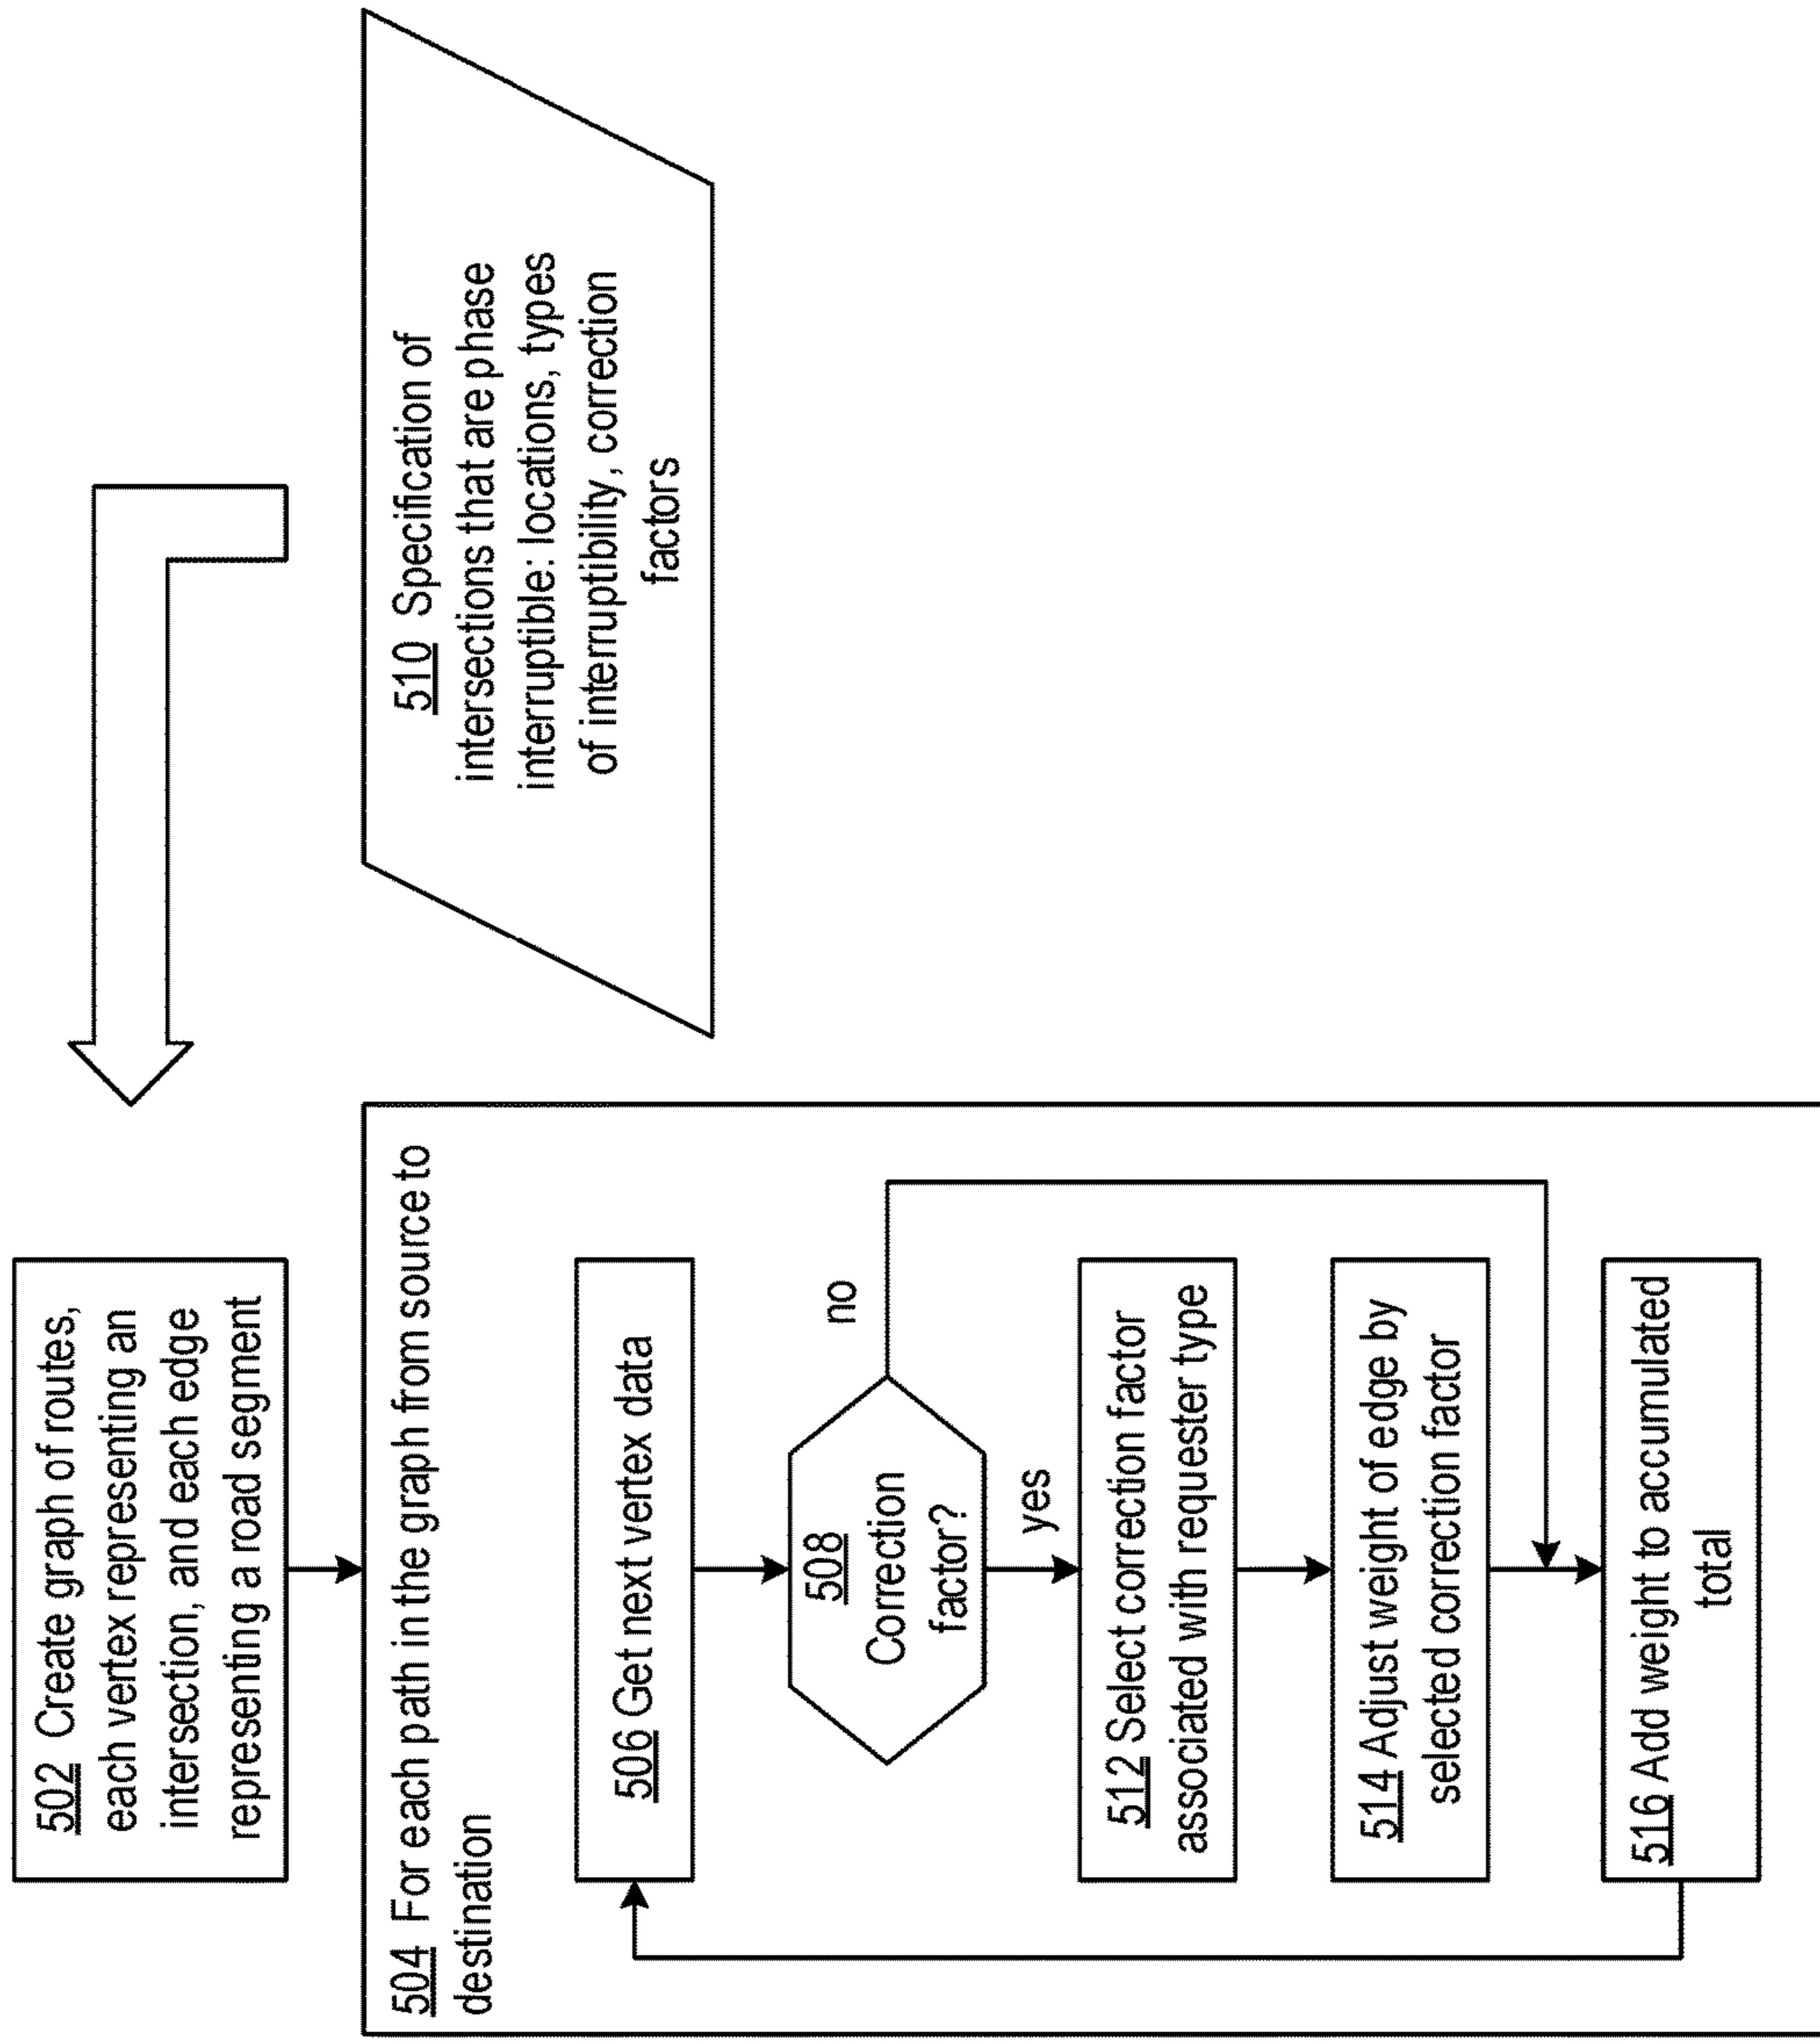 502 Create graph of routes,
each vertex representing an
intersection, and each edge
representing a road segment
504 For each path in the graph from source to
destination
506 Get next vertex data
508
Correction
factor?
no
yes
512 Select correction factor
associated with requester type
514 Adjust weight of edge by
selected correction factor
516 Add weight to accumulated
total
510 Specification of
intersections that are phase
interruptible: locations, types
of interruptibility, correction
factors